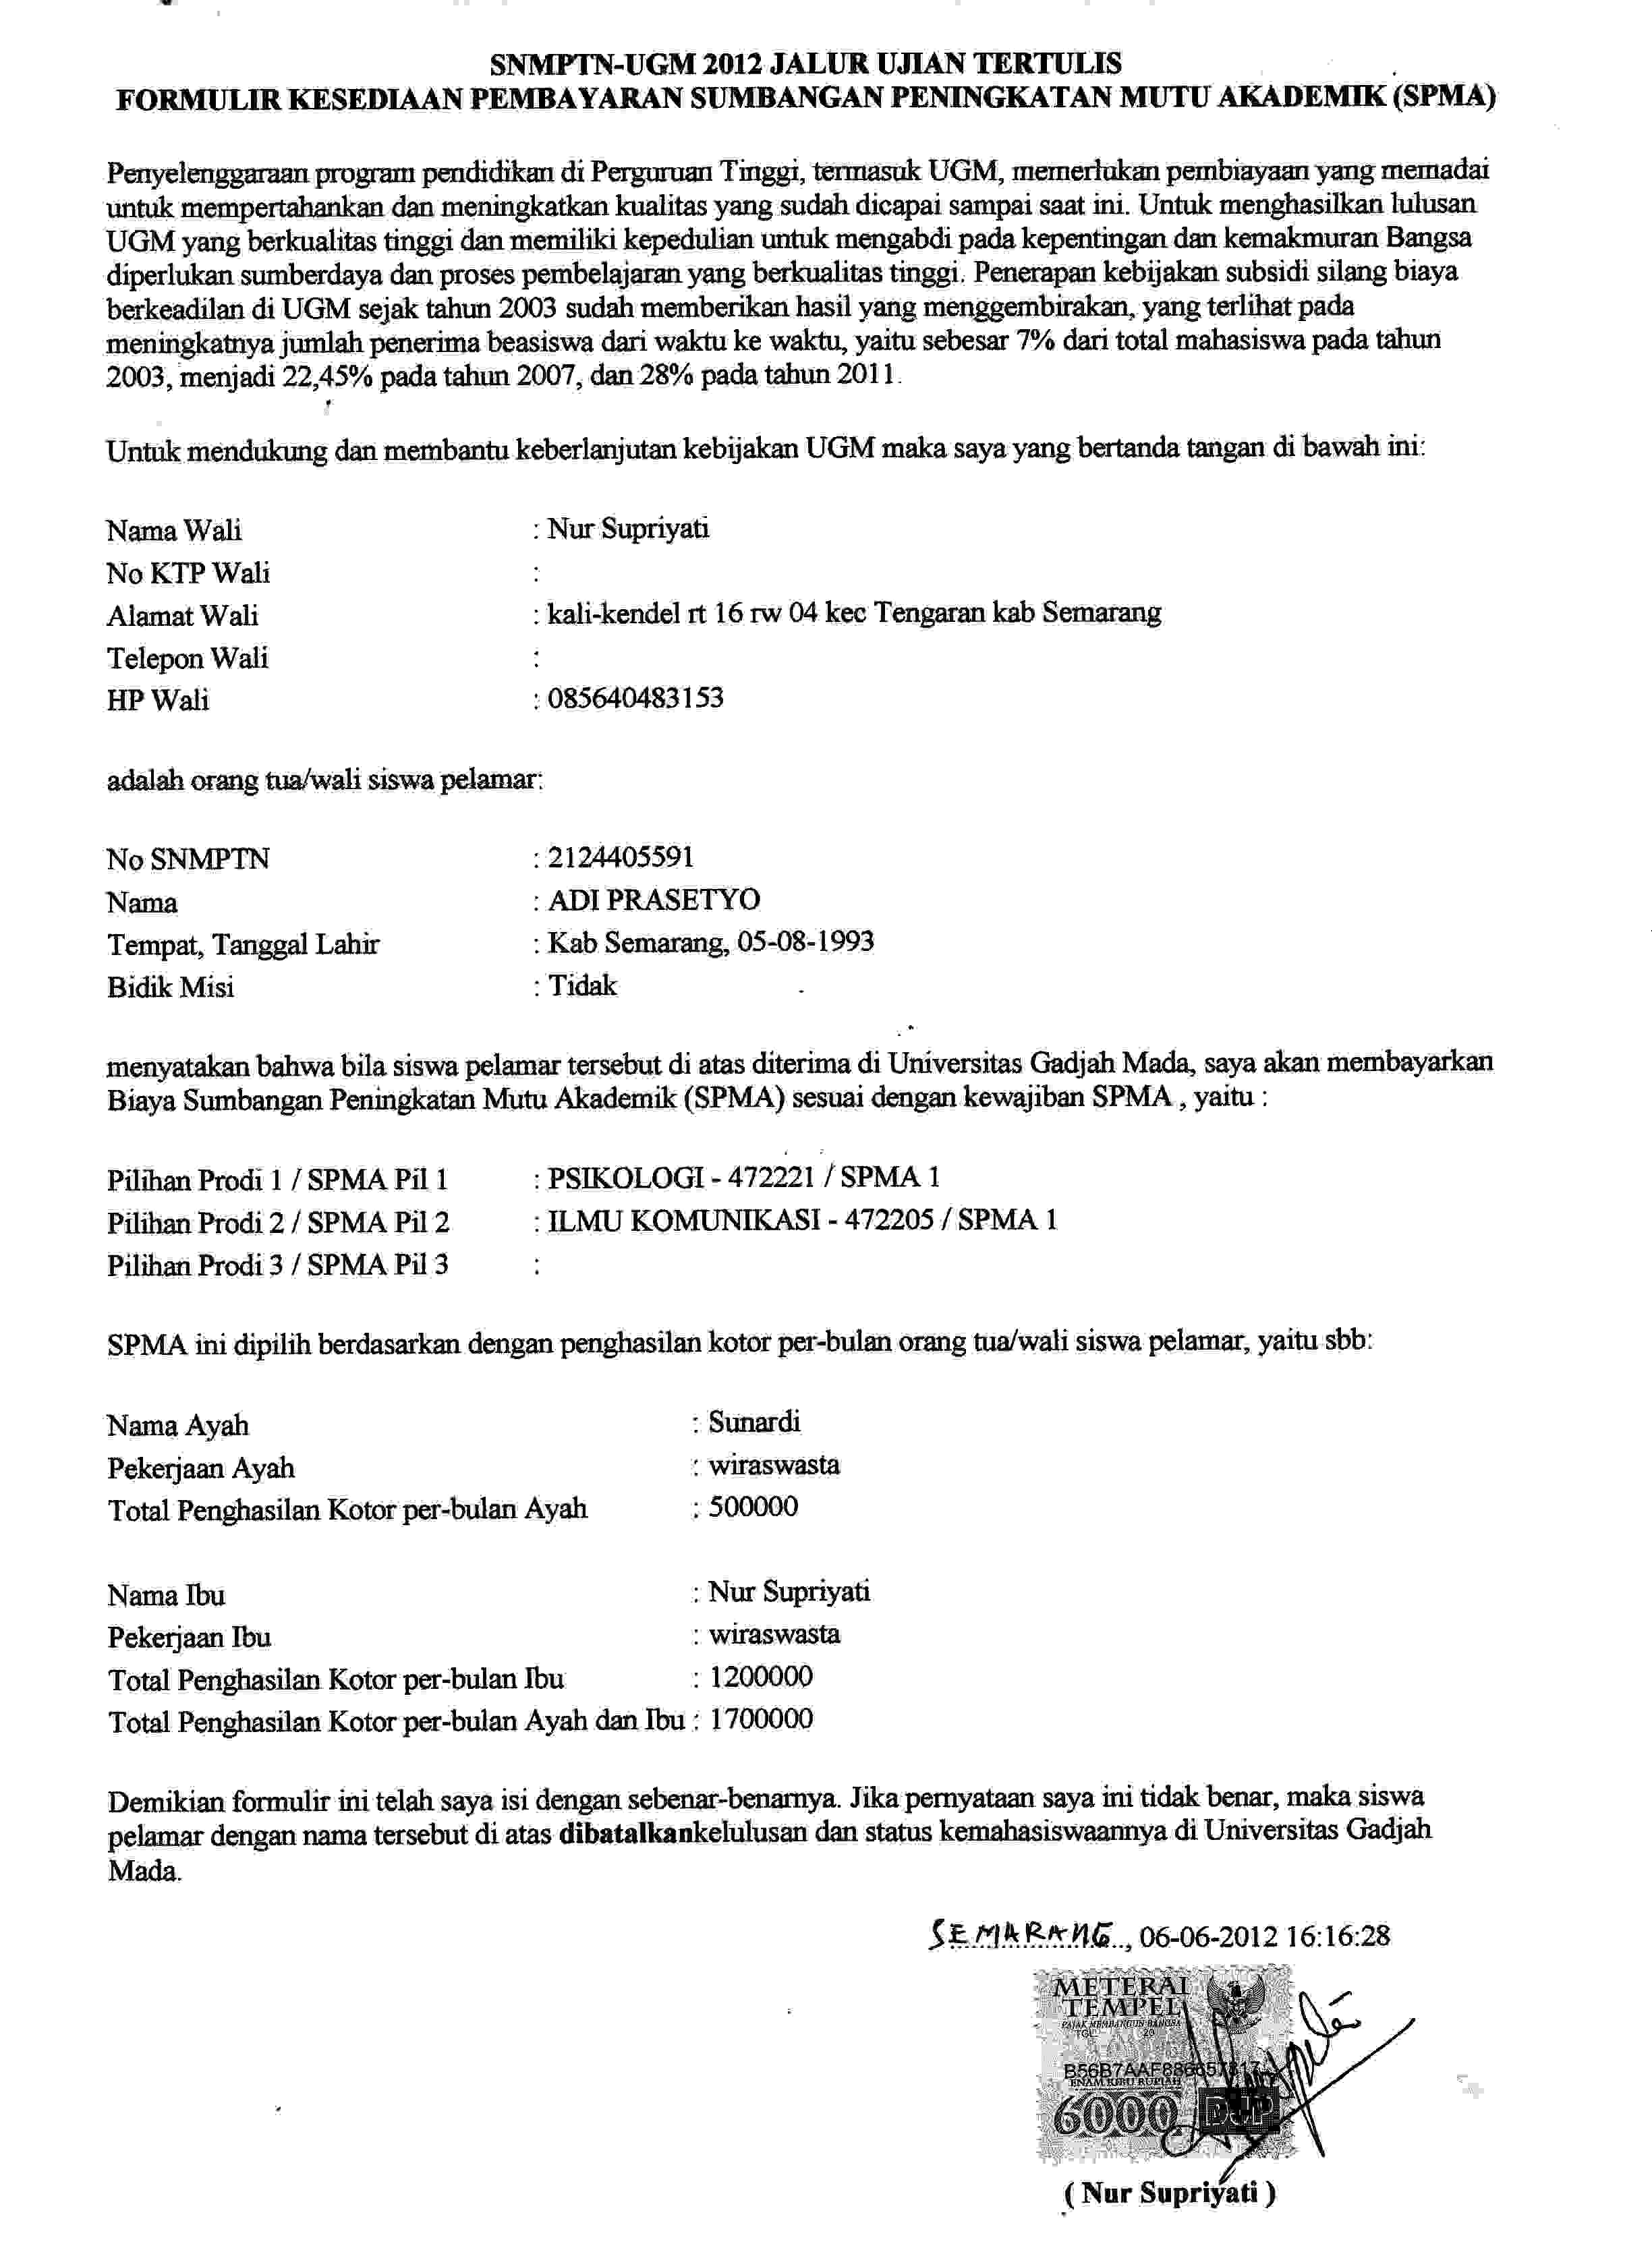 SNMPTN-UGM 2012 JALUR UJIAN TERTULIS
FORMULIR KESEDIAAN PEMBAYARAN SUMBANGAN PENINGKATAN MUTU AKADEMIK (SPMA)
Penyelenggaraan program pendidikan di Perguruan Tinggi, termasuk UGM, memerlukan pembiayaan yang memadai
untuk mempertahankan dan meningkatkan kualitas yang sudah dicapai sampai saat ini. Untuk menghasilkan lulusan
UGM yang berkualitas tinggi dan memiliki kepedulian untuk mengabdi pada kepentingan dan kemakmuran Bangsa
diperlukan sumberdaya dan proses pembelajaran yang berkualitas tinggi. Penerapan kebijakan subsidi silang biaya
berkeadilan di UGM sejak tahun 2003 sudah memberikan hasil yang menggembirakan, yang terlihat pada
meningkatnya jumlah penerima beasiswa dari waktu ke waktu, yaitu sebesar 7% dari total mahasiswa pada tahun
2003, menjadi 22,45% pada tahun 2007, dan 28% pada tahun 2011.
Untuk mendukung dan membantu keberlanjutan kebijakan UGM maka saya yang bertanda tangan di bawah ini:
Nama Wali : Nur Supriyati
No KTP Wali :
Alamat Wali : kali-kendel rt 16 rw 04 kec Tengaran kab Semarang
Telepon Wali :
HP Wali : 085640483153
adalah orang tua/wali siswa pelamar:
No SNMPTN : 2124405591
Nama : ADI PRASETYO
Tempat, Tanggal Lahir : Kab Semarang, 05-08-1993
Bidik Misi : Tidak
menyatakan bahwa bila siswa pelamar tersebut di atas diterima di Universitas Gadjah Mada, saya akan membayarkan
Biaya Sumbangan Peningkatan Mutu Akademik (SPMA) sesuai dengan kewajiban SPMA , yaitu :
Pilihan Prodi 1 / SPMA Pil 1 : PSIKOLOGI - 472221 / SPMA 1
Pilihan Prodi 2 / SPMA Pil 2 : ILMU KOMUNIKASI - 472205 / SPMA 1
Pilihan Prodi 3 / SPMA Pil 3 :
SPMA ini dipilih berdasarkan dengan penghasilan kotor per-bulan orang tua/wali siswa pelamar, yaitu sbb:
Nama Ayah : Sunardi
Pekerjaan Ayah : wiraswasta
Total Penghasilan Kotor per-bulan Ayah : 500000
Nama Ibu : Nur Supriyati
Pekerjaan Ibu : wiraswasta
Total Penghasilan Kotor per-bulan Ibu : 1200000
Total Penghasilan Kotor per-bulan Ayah dan Ibu : 1700000
Demikian formulir ini telah saya isi dengan sebenar-benarnya. Jika pernyataan saya ini tidak benar, maka siswa
pelamar dengan nama tersebut di atas dibatalkankelulusan dan status kemahasiswaannya di Universitas Gadjah
Mada.
SEMARANG, 06-06-2012 16:16:28
METERAI
TEMPEL
PAJAK MEMBANGUN BANGSA
TGL. 20
ENAM RIBU RUPIAH
6000 DJP
( Nur Supriyati )